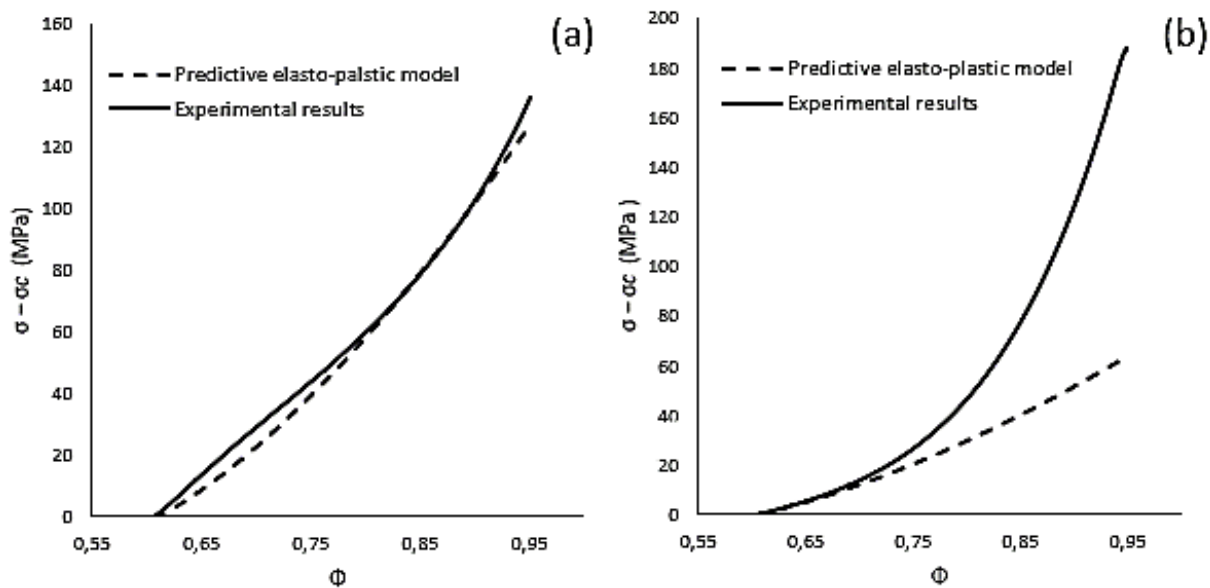 (a)
160
140
120
100
80
60
40
20
0
σ – σc (MPa)
Predictive elasto-palstic model
Experimental results
0,55 0,65 0,75 0,85 0,95
Φ
(b)
200
180
160
140
120
100
80
60
40
20
0
σ – σc (MPa)
Predictive elasto-plastic model
Experimental results
0,55 0,65 0,75 0,85 0,95
Φ